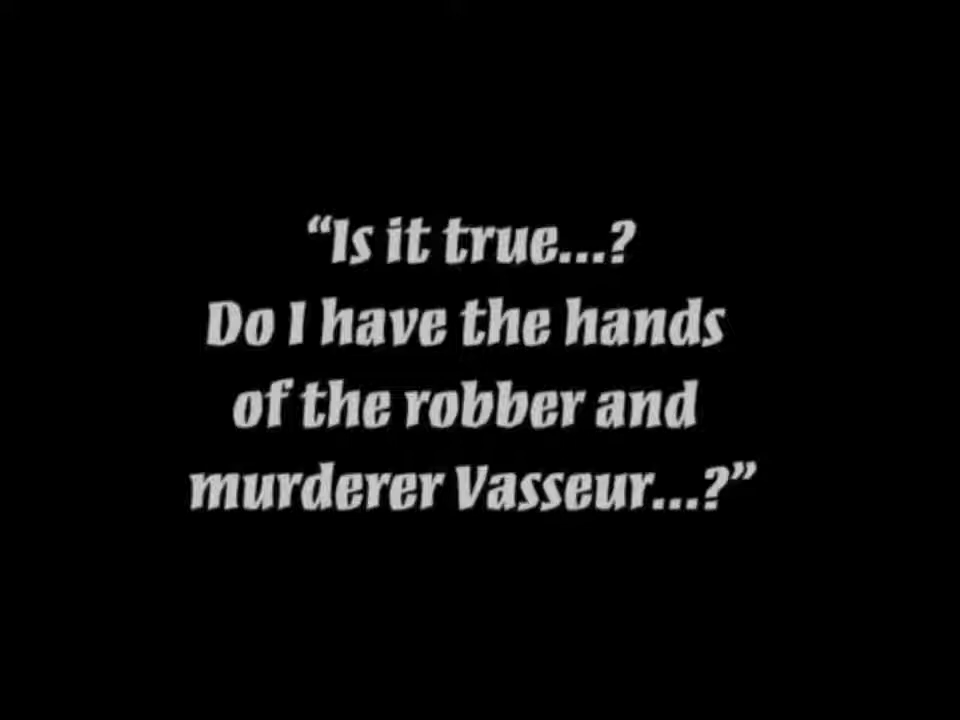 “Is it true...?
Do I have the hands
of the robber and
murderer Vasseur...?”